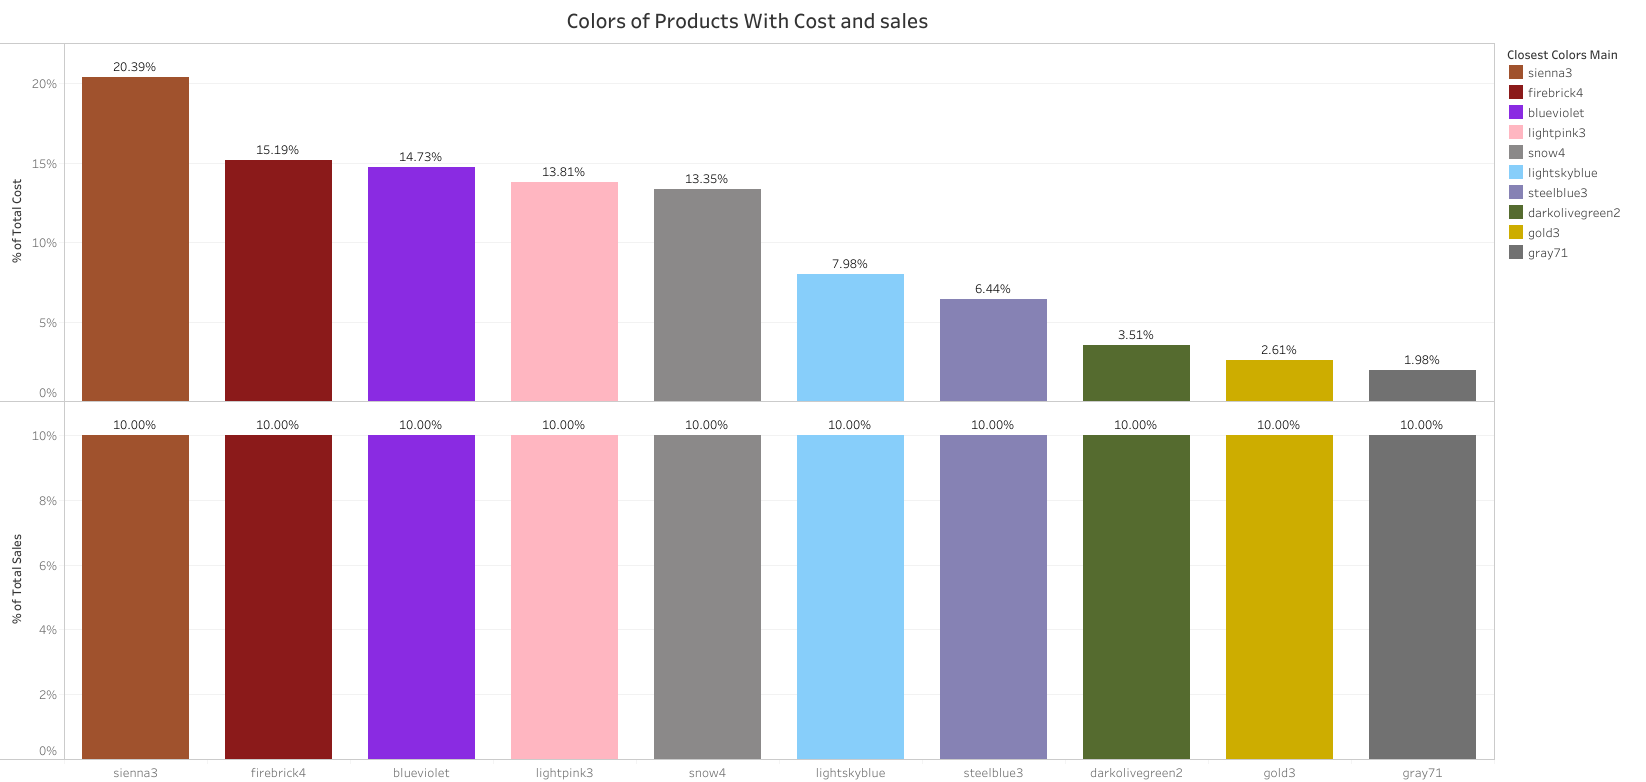 Colors of Products With Cost and sales
% of Total Cost
20%
15%
10%
5%
0%
20.39%
15.19%
14.73%
13.81%
13.35%
7.98%
6.44%
3.51%
2.61%
1.98%
% of Total Sales
10%
8%
6%
4%
2%
0%
10.00%
10.00%
10.00%
10.00%
10.00%
10.00%
10.00%
10.00%
10.00%
10.00%
sienna3
firebrick4
blueviolet
lightpink3
snow4
lightskyblue
steelblue3
darkolivegreen2
gold3
gray71
Closest Colors Main
sienna3
firebrick4
blueviolet
lightpink3
snow4
lightskyblue
steelblue3
darkolivegreen2
gold3
gray71